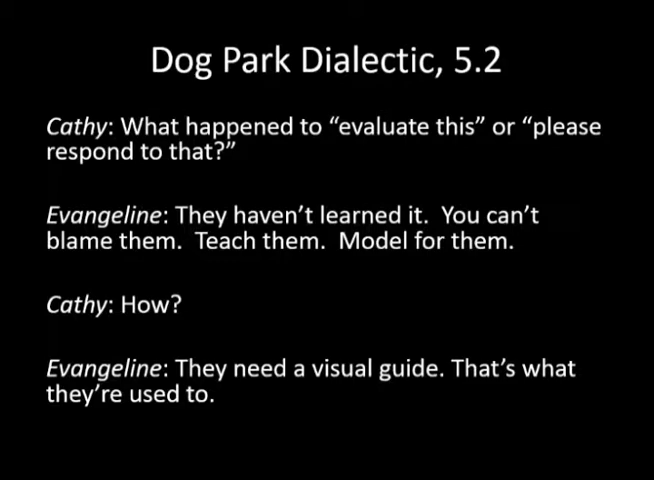 Dog Park Dialectic, 5.2
Cathy: What happened to “evaluate this” or “please
respond to that?”
Evangeline: They haven’t learned it.  You can’t
blame them.  Teach them.  Model for them.
Cathy: How?
Evangeline: They need a visual guide. That’s what
they’re used to.